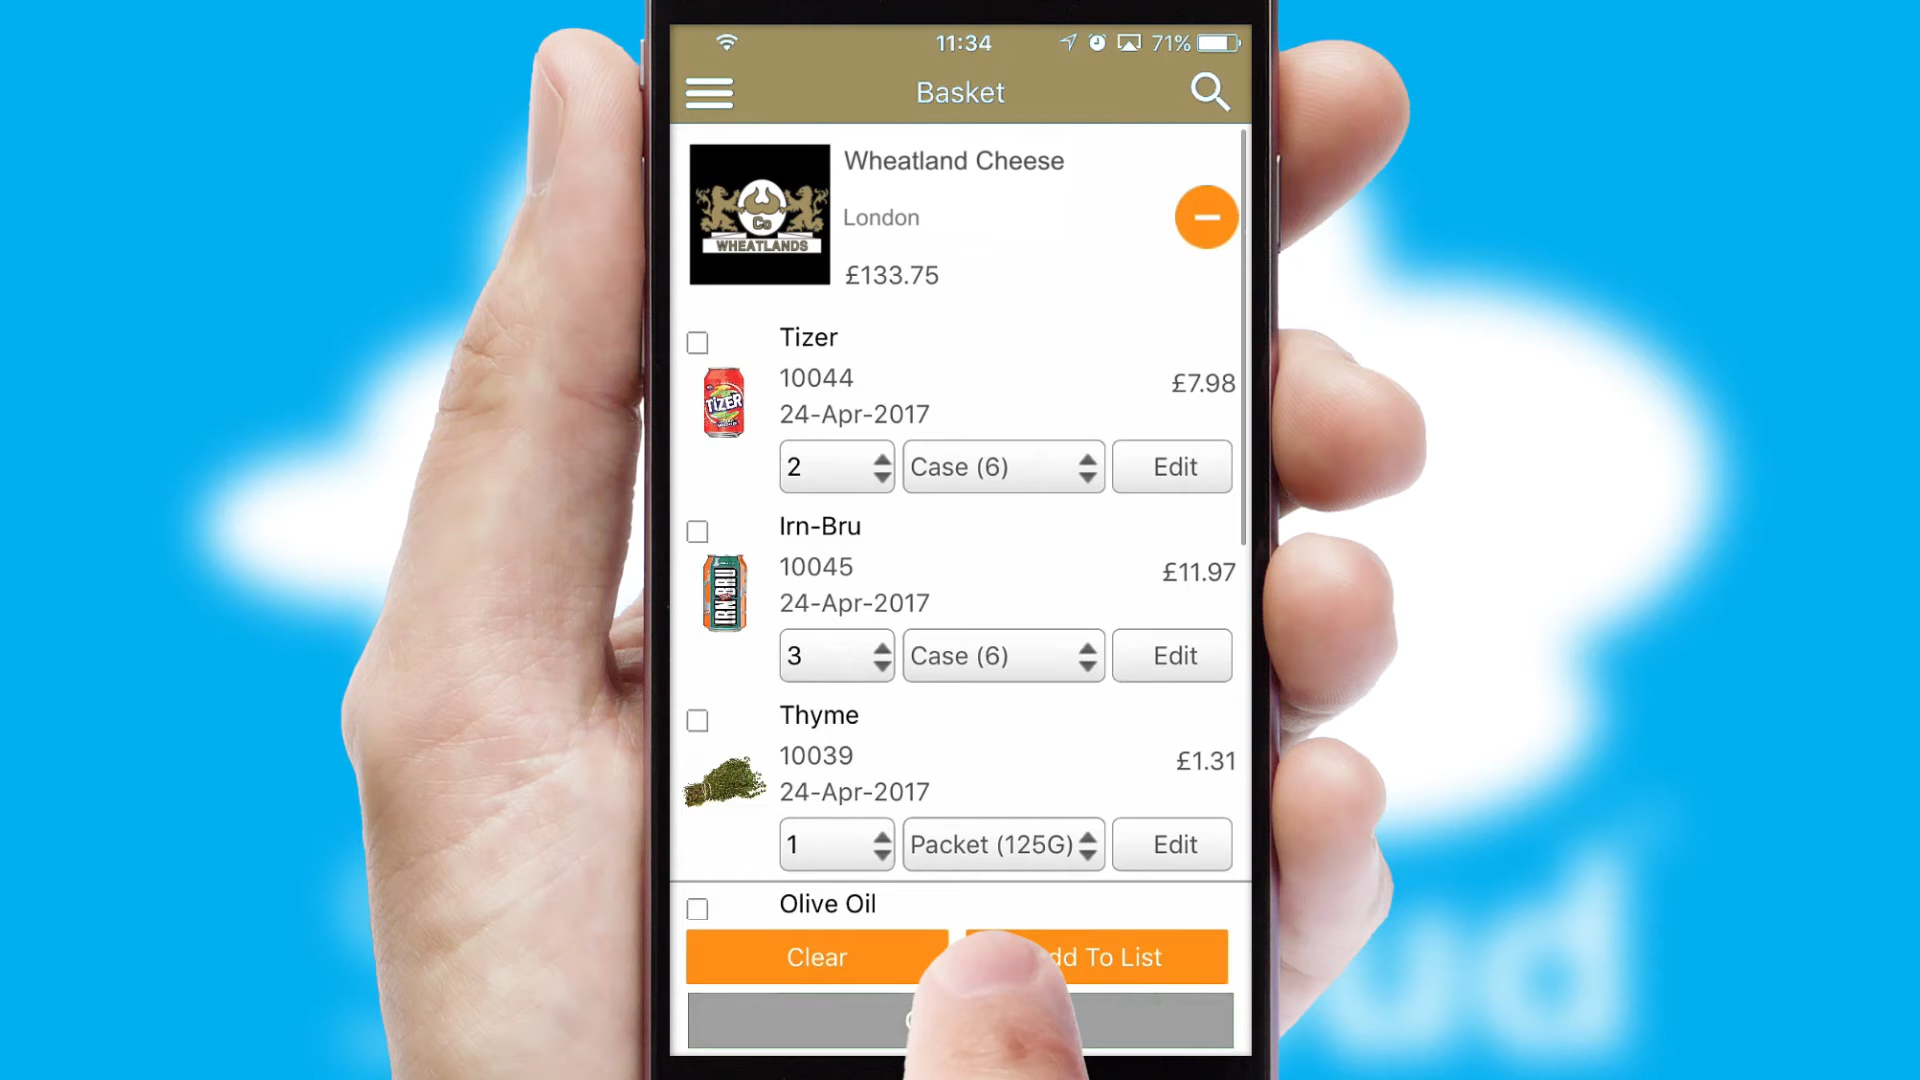 11:34 71%
Basket
Wheatland Cheese
London
£133.75
Co
WHEATLANDS
Tizer
10044
£7.98
24-Apr-2017
TIZER
2 Case (6) Edit
Irn-Bru
10045
£11.97
24-Apr-2017
IRN BRU
3 Case (6) Edit
Thyme
10039
£1.31
24-Apr-2017
1 Packet (125G) Edit
Olive Oil
Clear
dd To List
ud